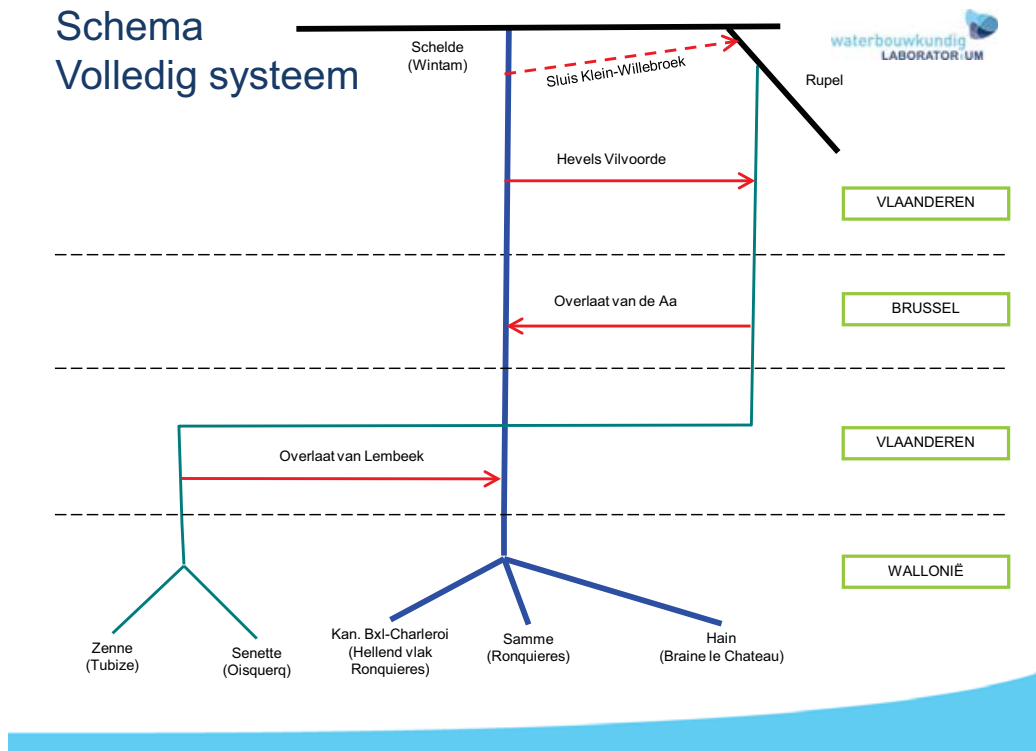 Schema
Volledig systeem
Schelde
(Wintam)
waterbouwkundig
LABORATORIUM
Sluis Klein-Willebroek
Rupel
Hevels Vilvoorde
VLAANDEREN
Overlaat van de Aa
BRUSSEL
VLAANDEREN
Overlaat van Lembeek
WALLONIË
Zenne
(Tubize)
Senette
(Oisquerq)
Kan. Bxl-Charleroi
(Hellend vlak
Ronquieres)
Samme
(Ronquieres)
Hain
(Braine le Chateau)